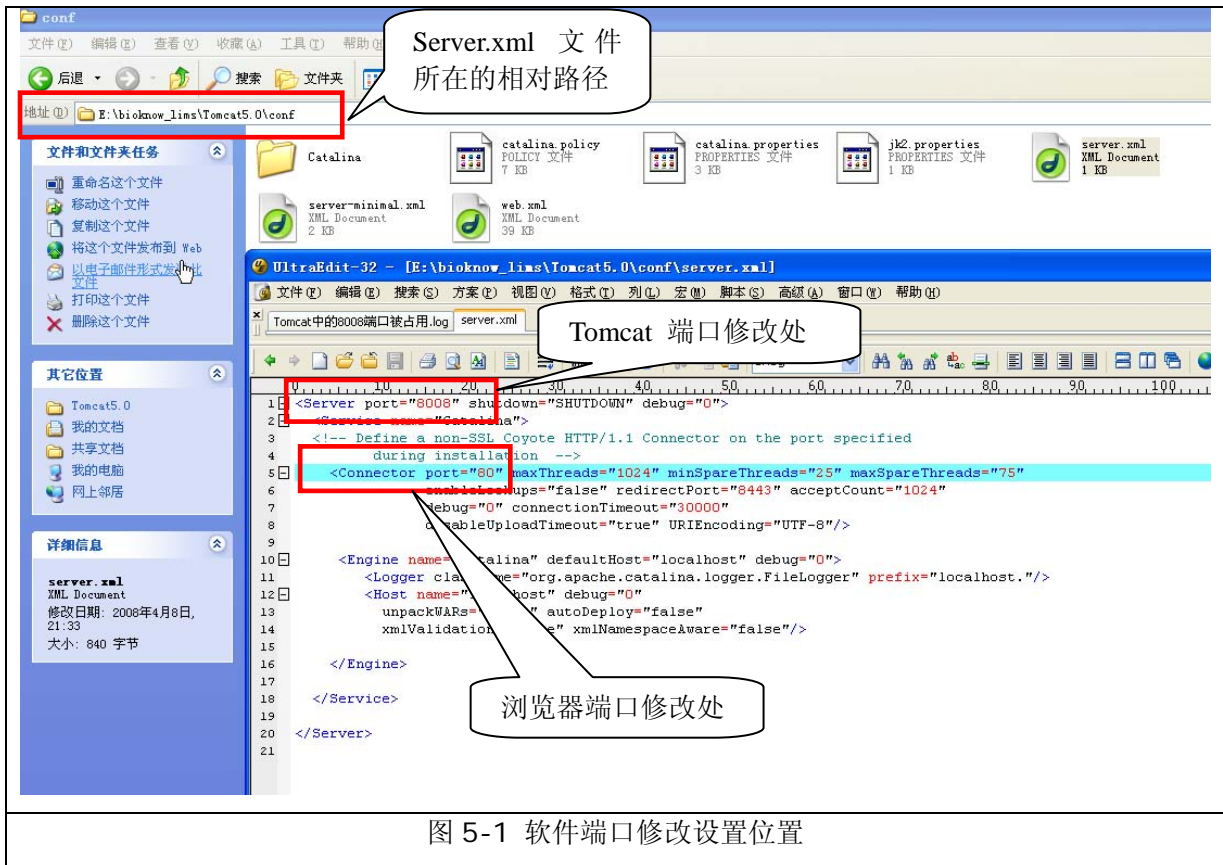 conf
文件(F) 编辑(E) 查看(V) 收藏(A) 工具(T) 帮助
Server.xml 文件
所在的相对路径
后退 搜索 文件夹
地址(D) E:\bioknow_lims\Tomcat5.0\conf
文件和文件夹任务
重命名这个文件
移动这个文件
复制这个文件
将这个文件发布到 Web
以电子邮件形式发 此
文件
打印这个文件
删除这个文件
其它位置
Tomcat5.0
我的文档
共享文档
我的电脑
网上邻居
详细信息
server.xml
XML Document
修改日期: 2008年4月8日,
21:33
大小: 840 字节
Catalina
catalina.policy
POLICY 文件
7 KB
catalina.properties
PROPERTIES 文件
3 KB
jk2.properties
PROPERTIES 文件
1 KB
server.xml
XML Document
1 KB
server-minimal.xml
XML Document
2 KB
web.xml
XML Document
39 KB
UltraEdit-32 - [E:\bioknow_lims\Tomcat5.0\conf\server.xml]
文件(F) 编辑(E) 搜索(S) 方案(P) 视图(V) 格式(T) 列(L) 宏(M) 脚本(S) 高级(A) 窗口(W) 帮助(H)
Tomcat中的8008端口被占用.log server.xml
Tomcat 端口修改处
0 10 20 30 40 50 60 70 80 90 100
1 <Server port="8008" shutdown="SHUTDOWN" debug="0">
2 <Service name="Catalina">
3 <!-- Define a non-SSL Coyote HTTP/1.1 Connector on the port specified
4 during installation -->
5 <Connector port="80" maxThreads="1024" minSpareThreads="25" maxSpareThreads="75"
6 enableLookups="false" redirectPort="8443" acceptCount="1024"
7 debug="0" connectionTimeout="30000"
8 disableUploadTimeout="true" URIEncoding="UTF-8"/>
9
10 <Engine name="Catalina" defaultHost="localhost" debug="0">
11 <Logger className="org.apache.catalina.logger.FileLogger" prefix="localhost."/>
12 <Host name="localhost" debug="0"
13 unpackWARs= autoDeploy="false"
14 xmlValidation= xmlNamespaceAware="false"/>
15
16 </Engine>
17
18 </Service>
19
20 </Server>
21
浏览器端口修改处
图 5-1 软件端口修改设置位置